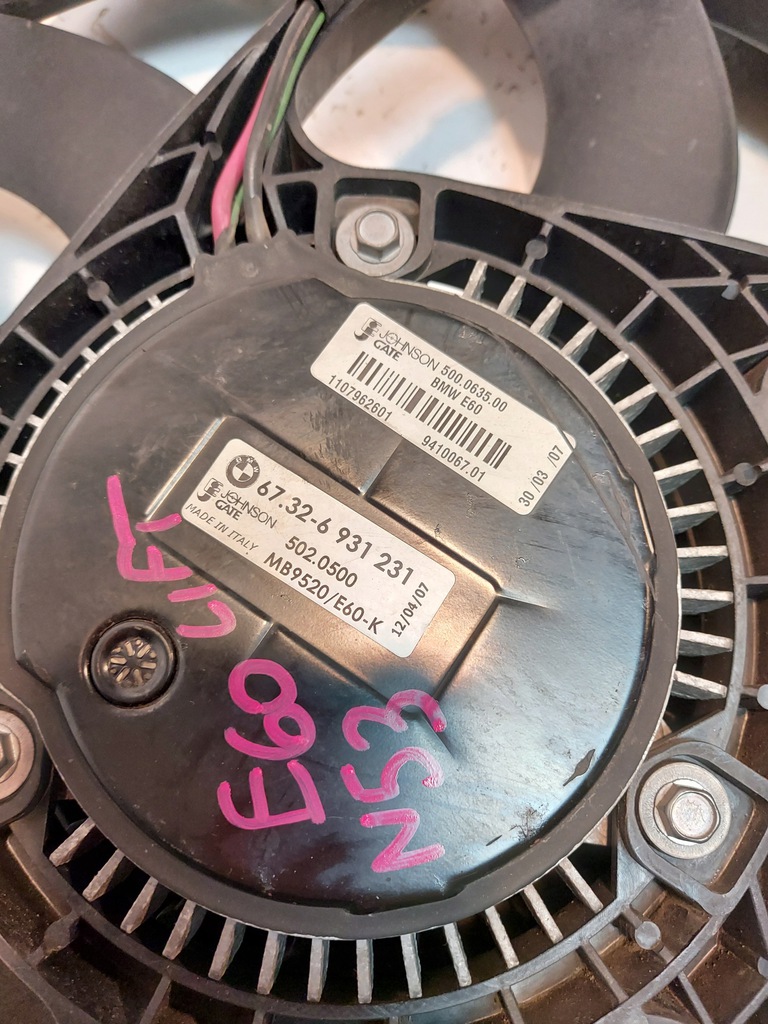 JOHNSON 500.0635.00
GATE BMW E60
1107962601 9410067.01
30/03/07
BMW
67.32-6 931 231
JOHNSON
GATE 502.0500
MADE IN ITALY MB9520/E60-K
12/04/07
LIFT
E60
N53